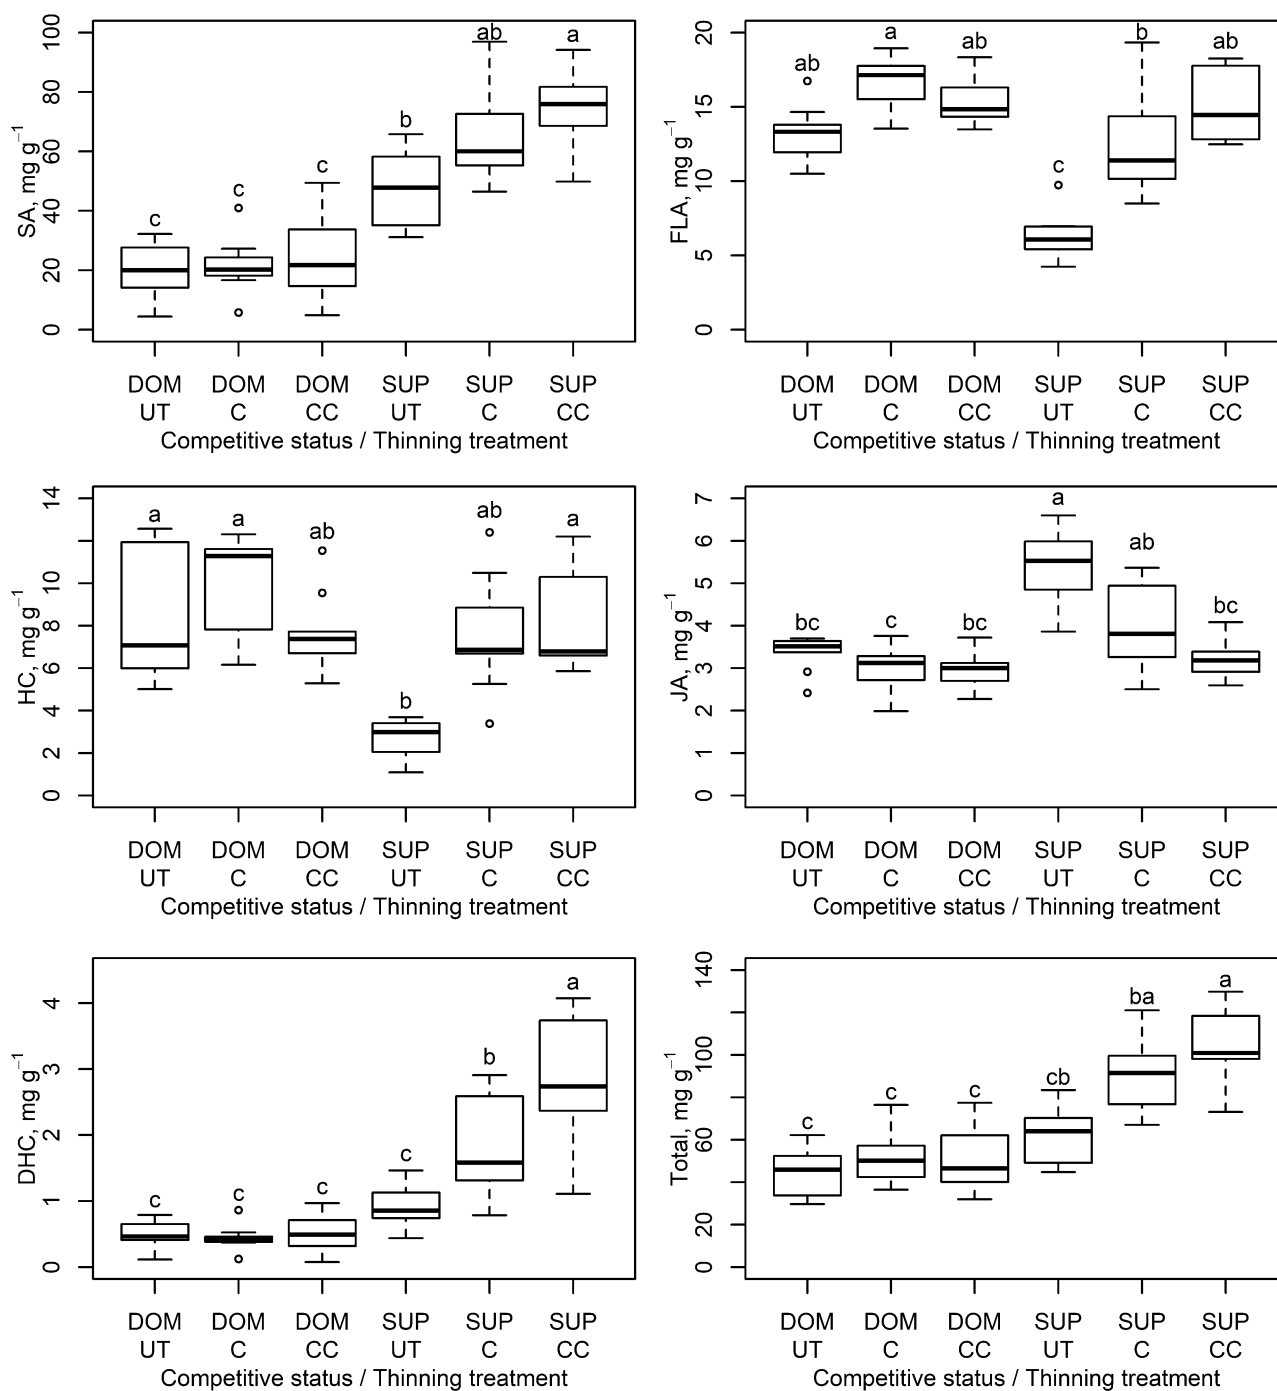 SA, mg g⁻¹
0 20 40 60 80 100
c c c b ab a
DOM DOM DOM SUP SUP SUP
UT C CC UT C CC
Competitive status / Thinning treatment
FLA, mg g⁻¹
0 5 10 15 20
ab a ab c b ab
DOM DOM DOM SUP SUP SUP
UT C CC UT C CC
Competitive status / Thinning treatment
HC, mg g⁻¹
0 2 4 6 8 10 14
a a ab b ab a
DOM DOM DOM SUP SUP SUP
UT C CC UT C CC
Competitive status / Thinning treatment
JA, mg g⁻¹
0 1 2 3 4 5 6 7
bc c bc a ab bc
DOM DOM DOM SUP SUP SUP
UT C CC UT C CC
Competitive status / Thinning treatment
DHC, mg g⁻¹
0 1 2 3 4
c c c c b a
DOM DOM DOM SUP SUP SUP
UT C CC UT C CC
Competitive status / Thinning treatment
Total, mg g⁻¹
0 20 60 100 140
c c c cb ba a
DOM DOM DOM SUP SUP SUP
UT C CC UT C CC
Competitive status / Thinning treatment